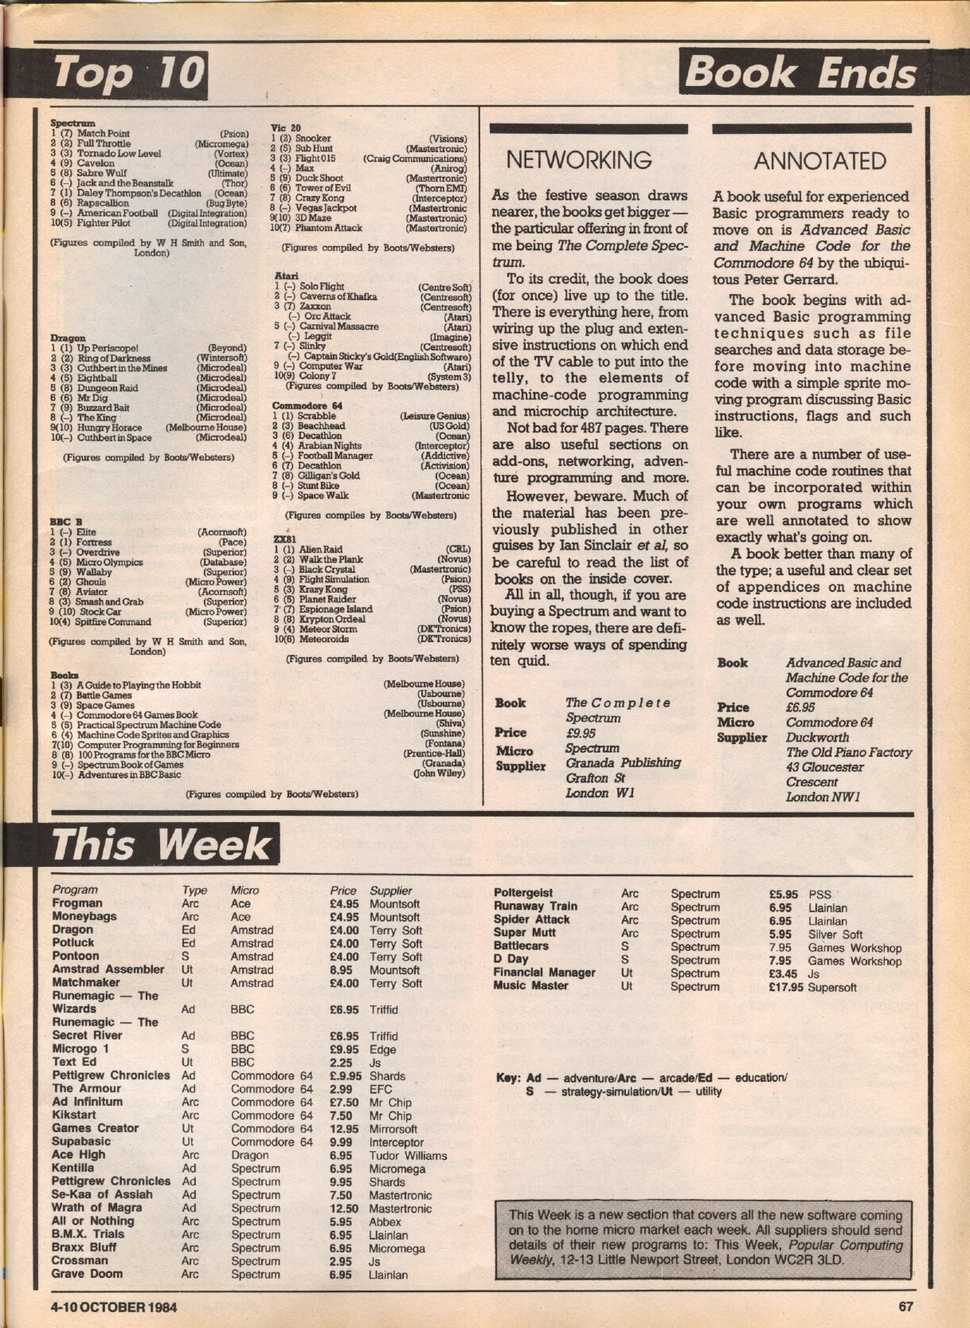 Top 10
Spectrum
1 (7) Match Point (Psion)
2 (2) Full Throttle (Micromega)
3 (3) Tornado Low Level (Vortex)
4 (9) Cavelon (Ocean)
5 (8) Sabre Wulf (Ultimate)
6 (–) Jack and the Beanstalk (Thor)
7 (1) Daley Thompson's Decathlon (Ocean)
8 (6) Rapscallion (Bug Byte)
9 (–) American Football (Digital Integration)
10(5) Fighter Pilot (Digital Integration)
(Figures compiled by W H Smith and Son,
London)
Dragon
1 (1) Up Periscope! (Beyond)
2 (2) Ring of Darkness (Wintersoft)
3 (3) Cuthbert in the Mines (Microdeal)
4 (5) Eightball (Microdeal)
5 (8) Dungeon Raid (Microdeal)
6 (6) Mr Dig (Microdeal)
7 (9) Buzzard Bait (Microdeal)
8 (–) The King (Microdeal)
9(10) Hungry Horace (Melbourne House)
10(–) Cuthbert in Space (Microdeal)
(Figures compiled by Boots/Websters)
BBC B
1 (–) Elite (Acornsoft)
2 (1) Fortress (Pace)
3 (–) Overdrive (Superior)
4 (5) Micro Olympics (Database)
5 (9) Wallaby (Superior)
6 (2) Ghouls (Micro Power)
7 (8) Aviator (Acornsoft)
8 (3) Smash and Grab (Superior)
9 (10) Stock Car (Micro Power)
10(4) Spitfire Command (Superior)
(Figures compiled by W H Smith and Son,
London)
Vic 20
1 (2) Snooker (Visions)
2 (5) Sub Hunt (Mastertronic)
3 (3) Flight 015 (Craig Communications)
4 (–) Max (Anirog)
5 (9) Duck Shoot (Mastertronic)
6 (6) Tower of Evil (Thorn EMI)
7 (8) Crazy Kong (Interceptor)
8 (–) Vegas Jackpot (Mastertronic
9(10) 3D Maze (Mastertronic)
10(7) Phantom Attack (Mastertronic)
(Figures compiled by Boots/Websters)
Atari
1 (–) Solo Flight (Centre Soft)
2 (–) Caverns of Khafka (Centresoft)
3 (7) Zaxxon (Centresoft)
(–) Orc Attack (Atari)
5 (–) Carnival Massacre (Atari)
(–) Leggit (Imagine)
7 (–) Slinky (Centresoft)
(–) Captain Sticky's Gold(English Software)
9 (–) Computer War (Atari)
10(9) Colony 7 (System 3)
(Figures compiled by Boots/Websters)
Commodore 64
1 (1) Scrabble (Leisure Genius)
2 (3) Beachhead (US Gold)
3 (6) Decathlon (Ocean)
4 (4) Arabian Nights (Interceptor)
5 (–) Football Manager (Addictive)
6 (7) Decathlon (Activision)
7 (8) Gilligan's Gold (Ocean)
8 (–) Stunt Bike (Ocean)
9 (–) Space Walk (Mastertronic
(Figures compiles by Boots/Websters)
ZX81
1 (1) Alien Raid (CRL)
2 (2) Walk the Plank (Novus)
3 (–) Black Crystal (Mastertronic)
4 (9) Flight Simulation (Psion)
5 (3) Krazy Kong (PSS)
6 (5) Planet Raider (Novus)
7 (7) Espionage Island (Psion)
8 (8) Krypton Ordeal (Novus)
9 (4) Meteor Storm (DK'Tronics)
10(6) Meteoroids (DK'Tronics)
(Figures compiled by Boots/Websters)
Books
1 (3) A Guide to Playing the Hobbit (Melbourne House)
2 (7) Battle Games (Usbourne)
3 (9) Space Games (Usbourne)
4 (–) Commodore 64 Games Book (Melbourne House)
5 (5) Practical Spectrum Machine Code (Shiva)
6 (4) Machine Code Sprites and Graphics (Sunshine)
7(10) Computer Programming for Beginners (Fontana)
8 (8) 100 Programs for the BBC Micro (Prentice-Hall)
9 (–) Spectrum Book of Games (Granada)
10(–) Adventures in BBC Basic (John Wiley)
(Figures compiled by Boots/Websters)
Book Ends
NETWORKING
As the festive season draws
nearer, the books get bigger —
the particular offering in front of
me being The Complete Spec-
trum.
To its credit, the book does
(for once) live up to the title.
There is everything here, from
wiring up the plug and exten-
sive instructions on which end
of the TV cable to put into the
telly, to the elements of
machine-code programming
and microchip architecture.
Not bad for 487 pages. There
are also useful sections on
add-ons, networking, adven-
ture programming and more.
However, beware. Much of
the material has been pre-
viously published in other
guises by Ian Sinclair et al, so
be careful to read the list of
books on the inside cover.
All in all, though, if you are
buying a Spectrum and want to
know the ropes, there are defi-
nitely worse ways of spending
ten quid.
Book The Complete
Spectrum
Price £9.95
Micro Spectrum
Supplier Granada Publishing
Grafton St
London W1
ANNOTATED
A book useful for experienced
Basic programmers ready to
move on is Advanced Basic
and Machine Code for the
Commodore 64 by the ubiqui-
tous Peter Gerrard.
The book begins with ad-
vanced Basic programming
techniques such as file
searches and data storage be-
fore moving into machine
code with a simple sprite mo-
ving program discussing Basic
instructions, flags and such
like.
There are a number of use-
ful machine code routines that
can be incorporated within
your own programs which
are well annotated to show
exactly what's going on.
A book better than many of
the type; a useful and clear set
of appendices on machine
code instructions are included
as well.
Book Advanced Basic and
Machine Code for the
Commodore 64
Price £6.95
Micro Commodore 64
Supplier Duckworth
The Old Piano Factory
43 Gloucester
Crescent
London NW1
This Week
Program Type Micro Price Supplier
Frogman Arc Ace £4.95 Mountsoft
Moneybags Arc Ace £4.95 Mountsoft
Dragon Ed Amstrad £4.00 Terry Soft
Potluck Ed Amstrad £4.00 Terry Soft
Pontoon S Amstrad £4.00 Terry Soft
Amstrad Assembler Ut Amstrad 8.95 Mountsoft
Matchmaker Ut Amstrad £4.00 Terry Soft
Runemagic — The
Wizards Ad BBC £6.95 Triffid
Runemagic — The
Secret River Ad BBC £6.95 Triffid
Microgo 1 S BBC £9.95 Edge
Text Ed Ut BBC 2.25 Js
Pettigrew Chronicles Ad Commodore 64 £.9.95 Shards
The Armour Ad Commodore 64 2.99 EFC
Ad Infinitum Arc Commodore 64 £7.50 Mr Chip
Kikstart Arc Commodore 64 7.50 Mr Chip
Games Creator Ut Commodore 64 12.95 Mirrorsoft
Supabasic Ut Commodore 64 9.99 Interceptor
Ace High Arc Dragon 6.95 Tudor Williams
Kentilla Ad Spectrum 6.95 Micromega
Pettigrew Chronicles Ad Spectrum 9.95 Shards
Se-Kaa of Assiah Ad Spectrum 7.50 Mastertronic
Wrath of Magra Ad Spectrum 12.50 Mastertronic
All or Nothing Arc Spectrum 5.95 Abbex
B.M.X. Trials Arc Spectrum 6.95 Llainlan
Braxx Bluff Arc Spectrum 6.95 Micromega
Crossman Arc Spectrum 2.95 Js
Grave Doom Arc Spectrum 6.95 Llainlan
Poltergeist Arc Spectrum £5.95 PSS
Runaway Train Arc Spectrum 6.95 Llainlan
Spider Attack Arc Spectrum 6.95 Llainlan
Super Mutt Arc Spectrum 5.95 Silver Soft
Battlecars S Spectrum 7.95 Games Workshop
D Day S Spectrum 7.95 Games Workshop
Financial Manager Ut Spectrum £3.45 Js
Music Master Ut Spectrum £17.95 Supersoft
Key: Ad — adventure/Arc — arcade/Ed — education/
S — strategy-simulation/Ut — utility
This Week is a new section that covers all the new software coming
on to the home micro market each week. All suppliers should send
details of their new programs to: This Week, Popular Computing
Weekly, 12-13 Little Newport Street, London WC2R 3LD.
4-10 OCTOBER 1984
67